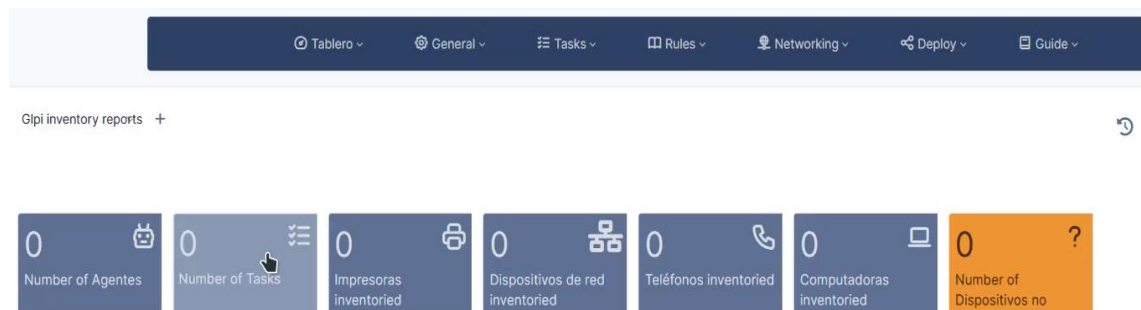 Tablero General Tasks Rules Networking Deploy Guide
Glpi inventory reports +
0 0 0 0 0 0 0 ?
Number of Agentes Number of Tasks Impresoras Dispositivos de red Teléfonos inventoried Computadoras Number of
inventoried inventoried inventoried Dispositivos no